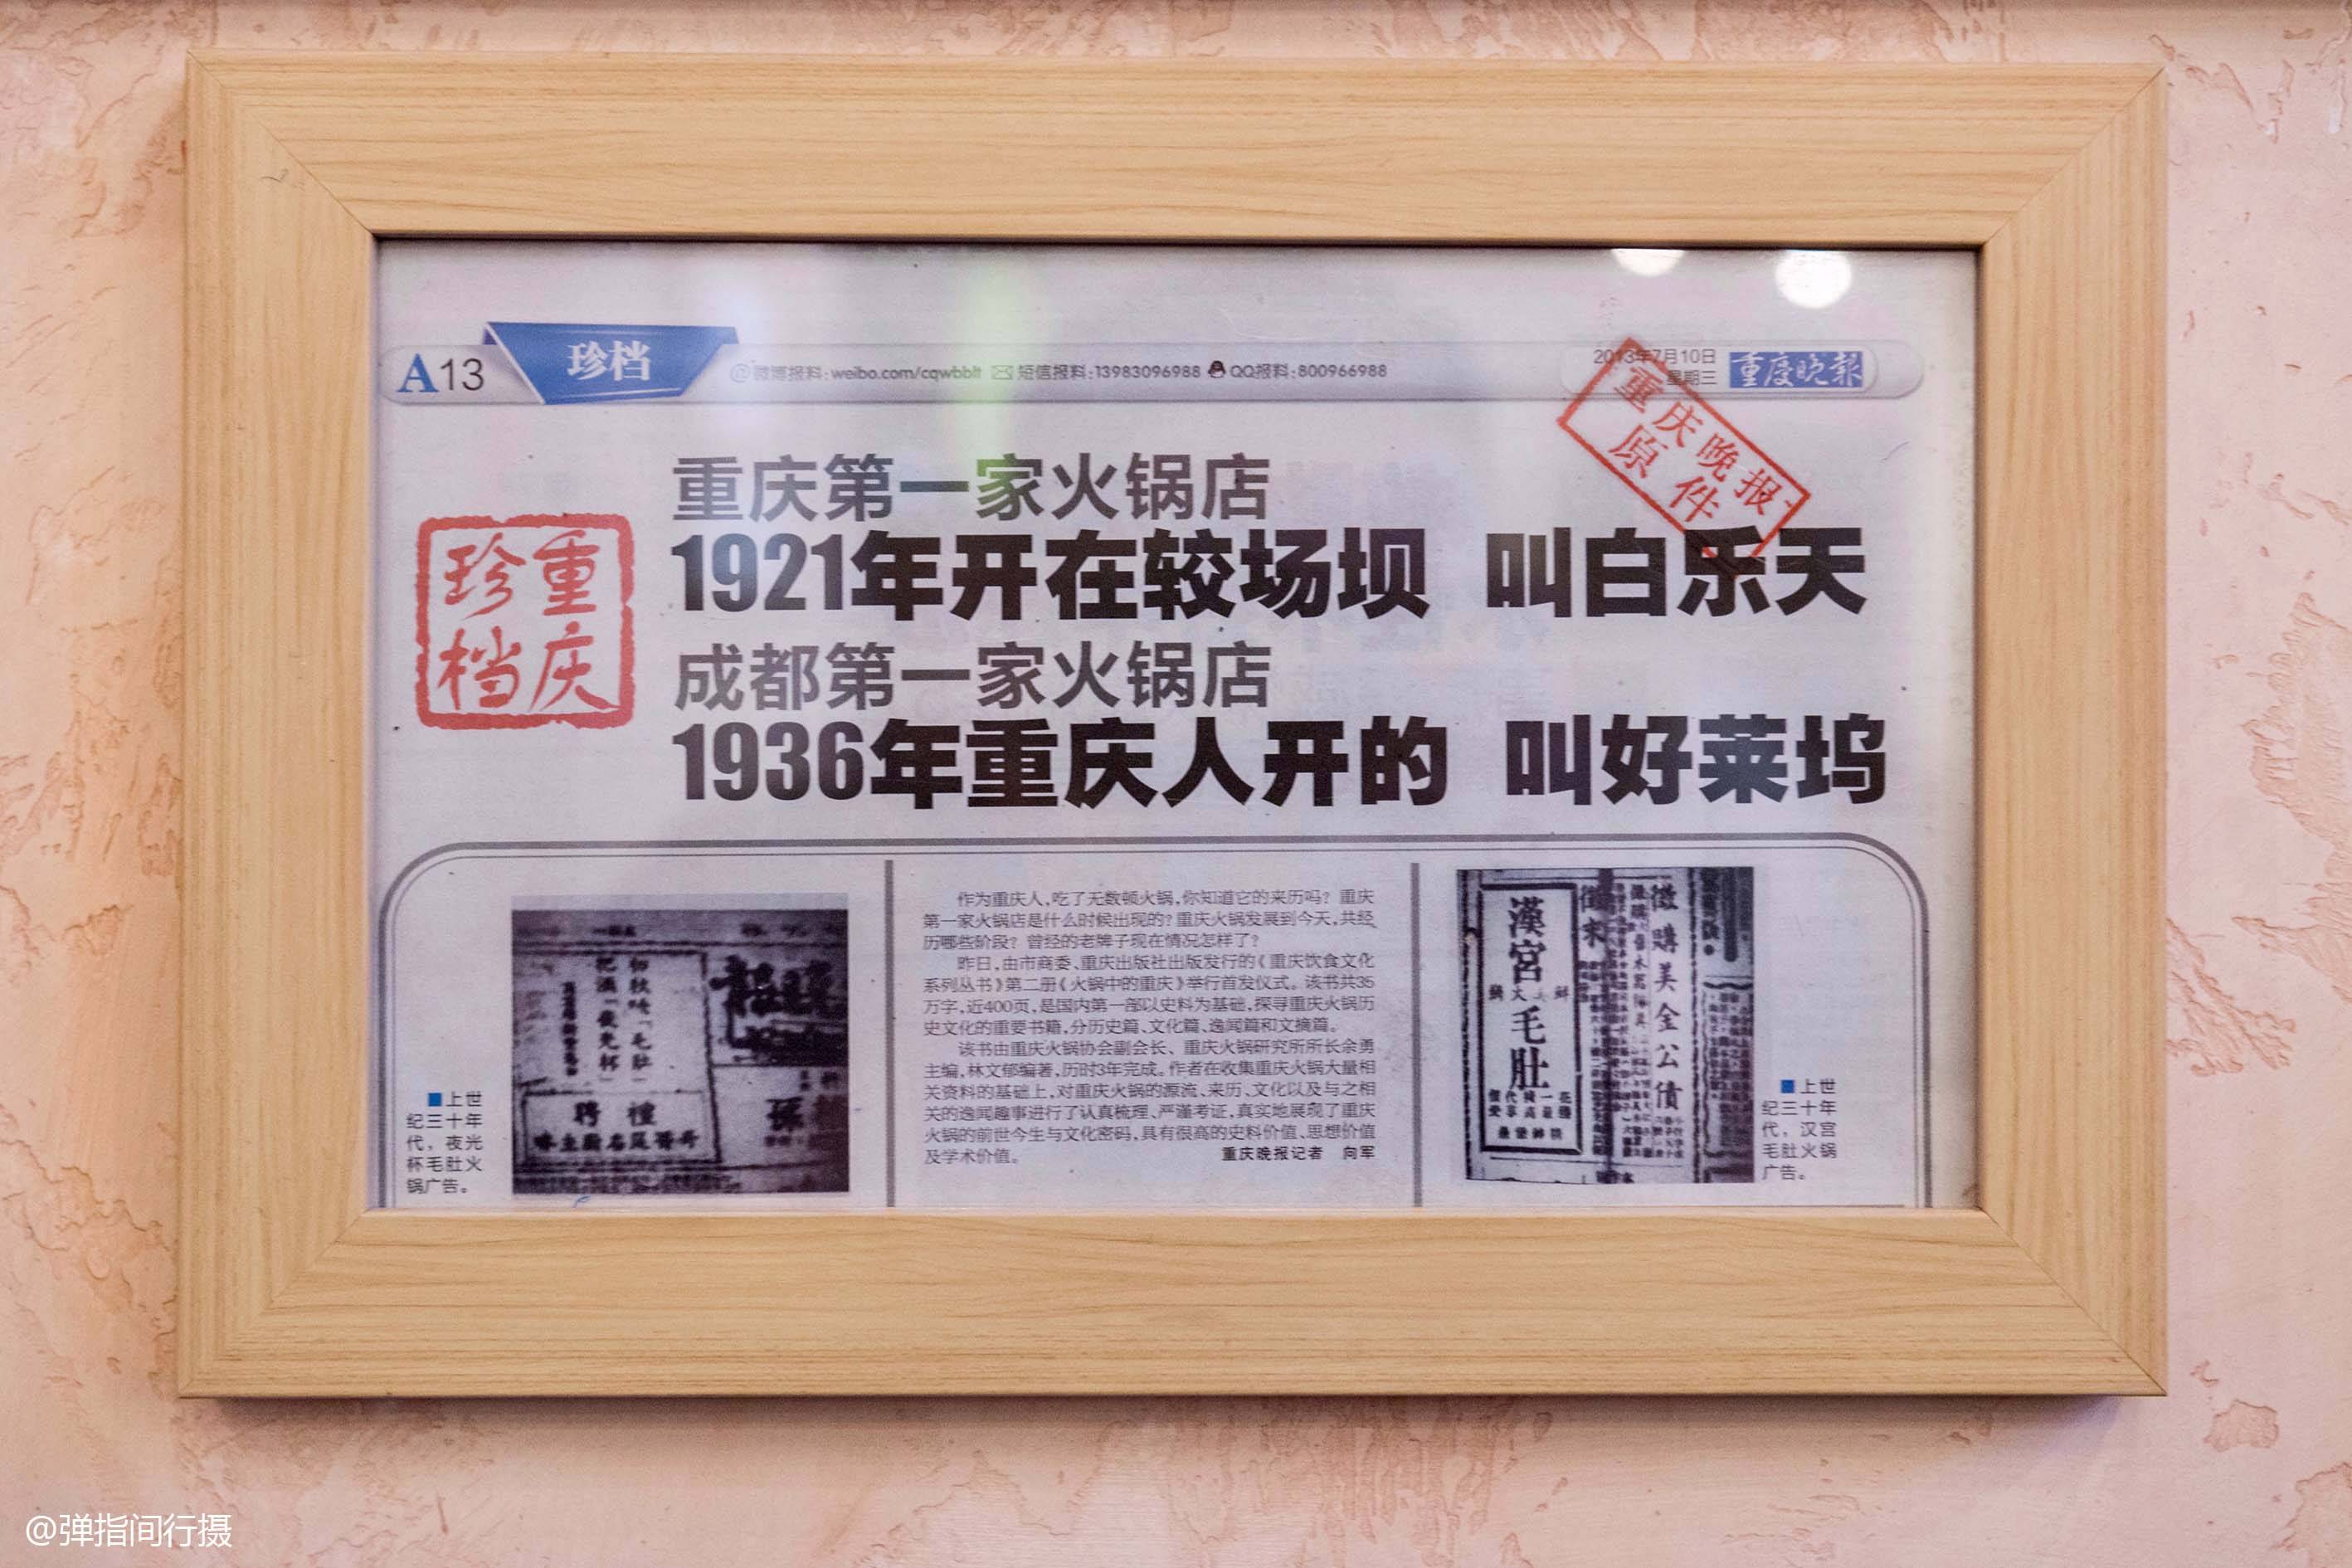 A13
珍档
@微博报料:weibo.com/cqwbblt 短信报料:13983096988 QQ报料:800966988
2013年7月10日
星期三
重庆晚报
重庆晚报
原件
重庆
珍档
重庆第一家火锅店
1921年开在较场坝 叫白乐天
成都第一家火锅店
1936年重庆人开的 叫好莱坞
■上世
纪三十年
代，夜光
杯毛肚火
锅广告。
作为重庆人,吃了无数顿火锅,你知道它的来历吗？重庆
第一家火锅店是什么时候出现的?重庆火锅发展到今天,共经
历哪些阶段？曾经的老牌子现在情况怎样了?
昨日,由市商委、重庆出版社出版发行的《重庆饮食文化
系列丛书》第二册《火锅中的重庆》举行首发仪式。该书共35
万字,近400页,是国内第一部以史料为基础,探寻重庆火锅历
史文化的重要书籍,分历史篇、文化篇、逸闻篇和文摘篇。
该书由重庆火锅协会副会长、重庆火锅研究所所长余勇
主编,林文郁编著,历时3年完成。作者在收集重庆火锅大量相
关资料的基础上,对重庆火锅的源流、来历、文化以及与之相
关的逸闻趣事进行了认真梳理、严谨考证,真实地展现了重庆
火锅的前世今生与文化密码,具有很高的史料价值、思想价值
及学术价值。
重庆晚报记者 向军
漢宮
毛肚
徵求
徵購美金公債
■上世
纪三十年
代，汉宫
毛肚火锅
广告。
@弹指间行摄